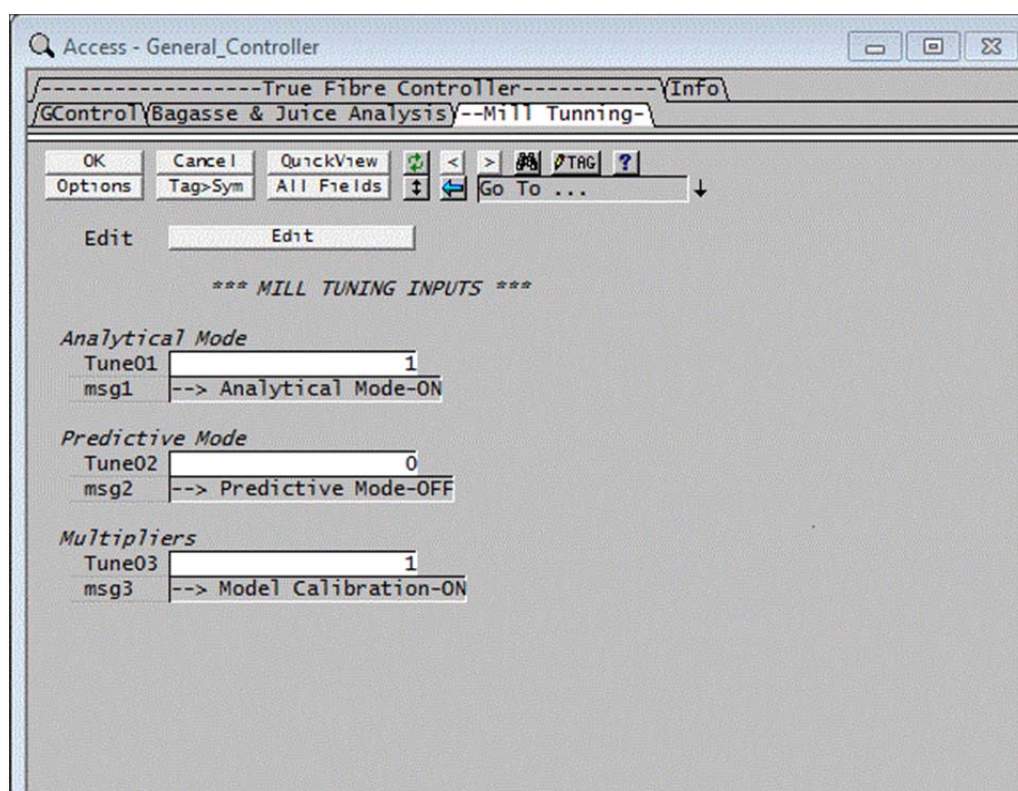 Access - General_Controller
/------------------True Fibre Controller-----------\/Info\
/GControl\/Bagasse & Juice Analysis\/--Mill Tunning-\
OK Cancel QuickView < > TAG ?
Options Tag>Sym All Fields Go To ...
Edit Edit
*** MILL TUNING INPUTS ***
Analytical Mode
Tune01 1
msg1 --> Analytical Mode-ON
Predictive Mode
Tune02 0
msg2 --> Predictive Mode-OFF
Multipliers
Tune03 1
msg3 --> Model Calibration-ON